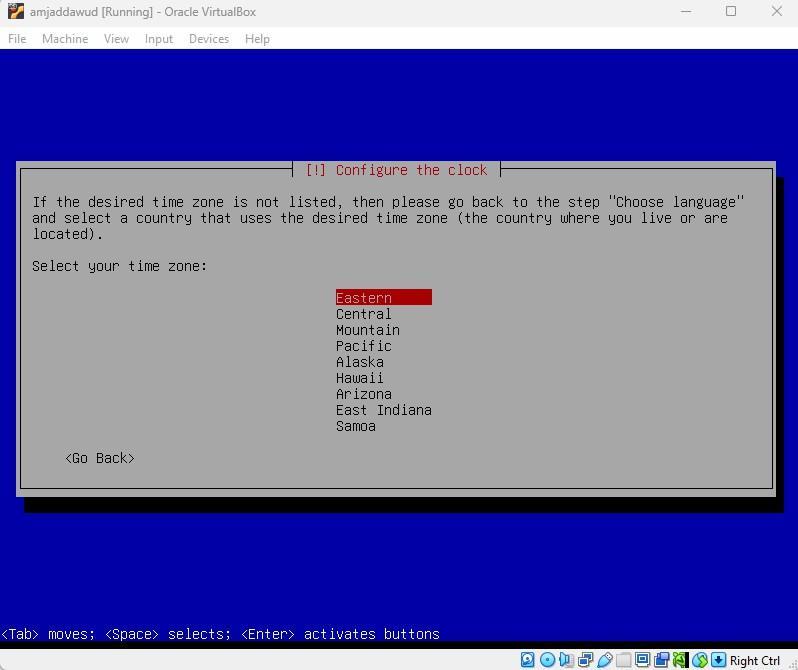 amjaddawud [Running] - Oracle VirtualBox
File Machine View Input Devices Help
[!] Configure the clock
If the desired time zone is not listed, then please go back to the step "Choose language"
and select a country that uses the desired time zone (the country where you live or are
located).
Select your time zone:
Eastern
Central
Mountain
Pacific
Alaska
Hawaii
Arizona
East Indiana
Samoa
<Go Back>
<Tab> moves; <Space> selects; <Enter> activates buttons
Right Ctrl